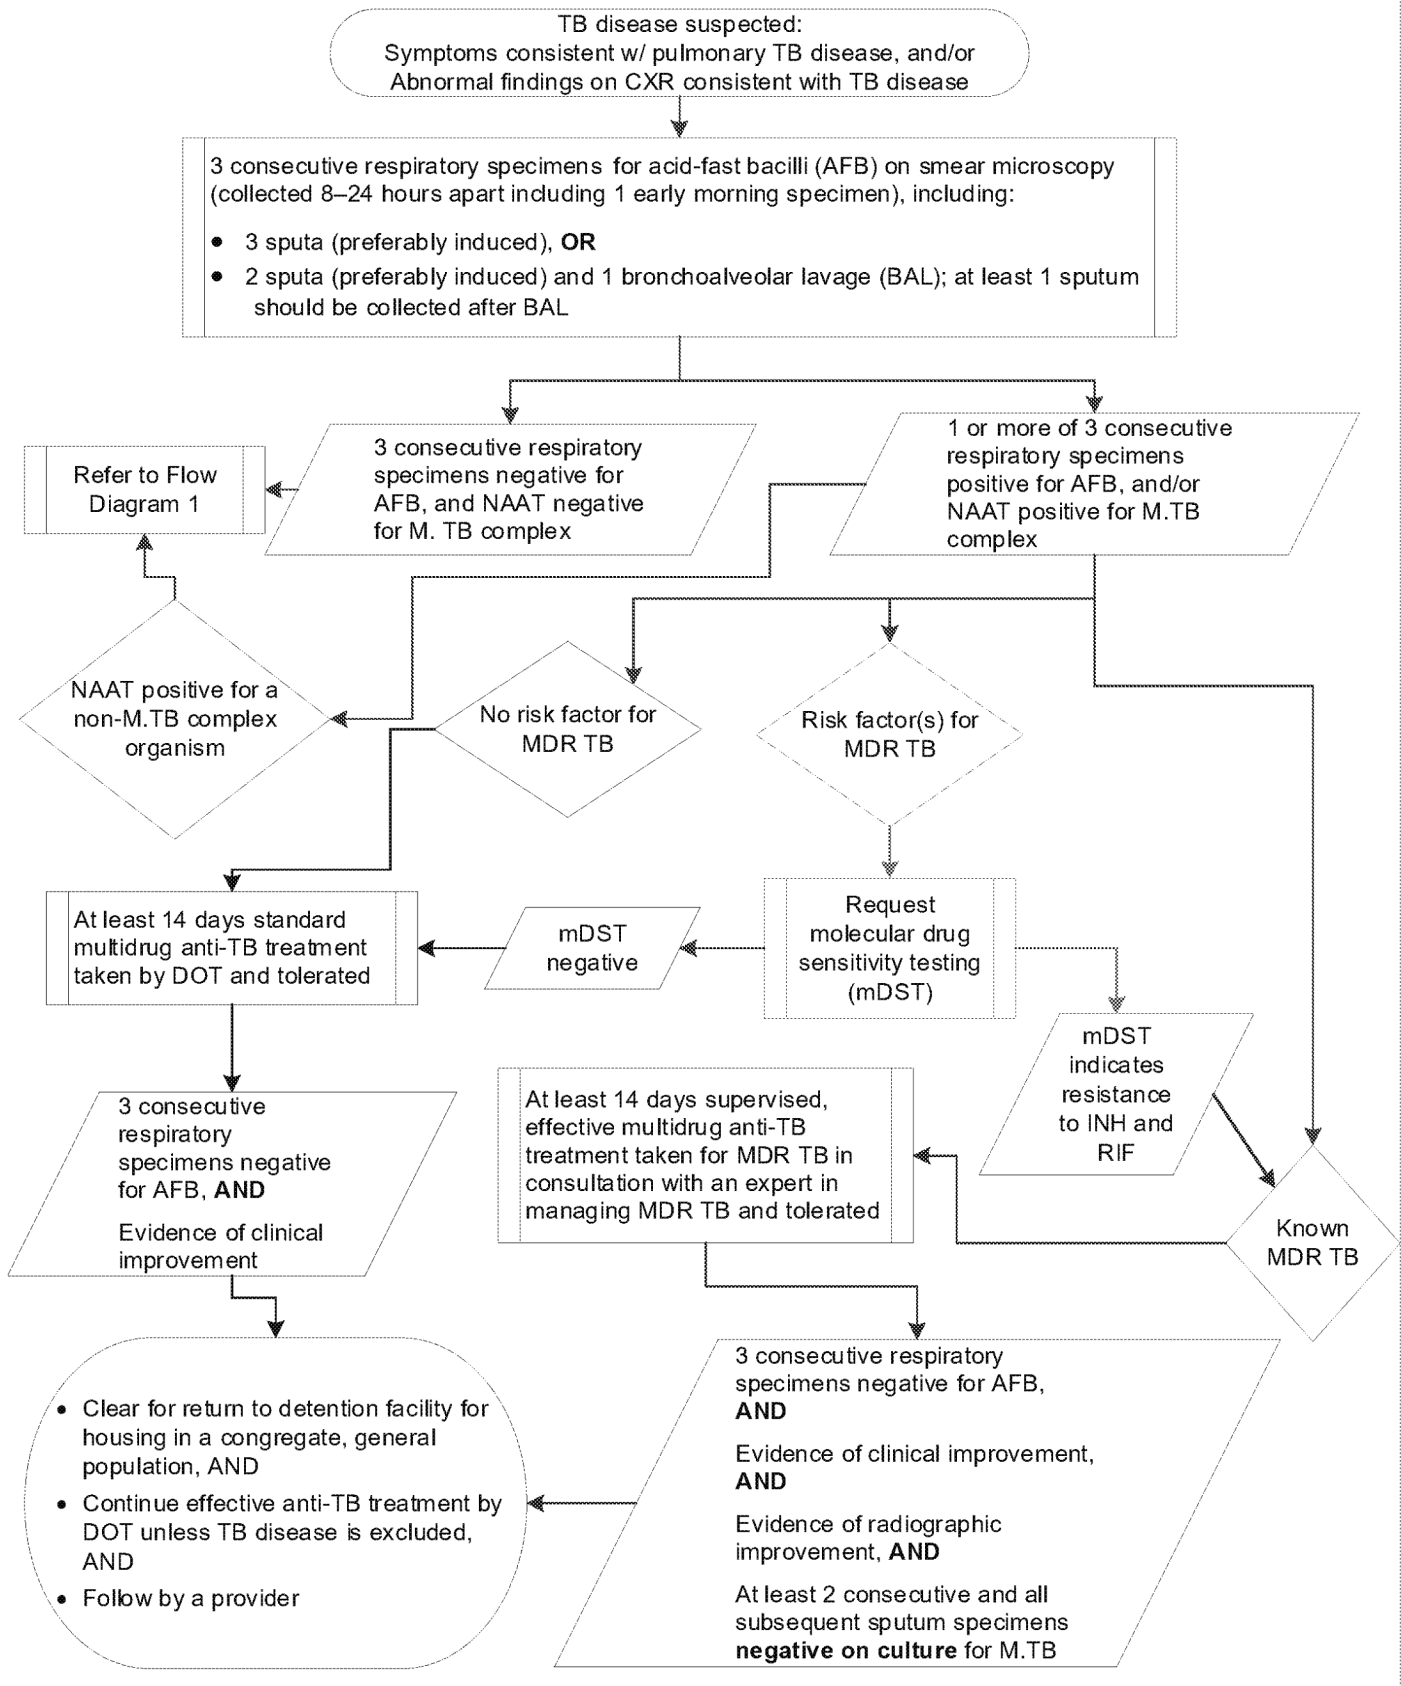 TB disease suspected:
Symptoms consistent w/ pulmonary TB disease, and/or
Abnormal findings on CXR consistent with TB disease
3 consecutive respiratory specimens for acid-fast bacilli (AFB) on smear microscopy
(collected 8–24 hours apart including 1 early morning specimen), including:
● 3 sputa (preferably induced), OR
● 2 sputa (preferably induced) and 1 bronchoalveolar lavage (BAL); at least 1 sputum
should be collected after BAL
Refer to Flow
Diagram 1
3 consecutive respiratory
specimens negative for
AFB, and NAAT negative
for M. TB complex
1 or more of 3 consecutive
respiratory specimens
positive for AFB, and/or
NAAT positive for M.TB
complex
NAAT positive for a
non-M.TB complex
organism
No risk factor for
MDR TB
Risk factor(s) for
MDR TB
At least 14 days standard
multidrug anti-TB treatment
taken by DOT and tolerated
mDST
negative
Request
molecular drug
sensitivity testing
(mDST)
mDST
indicates
resistance
to INH and
RIF
3 consecutive
respiratory
specimens negative
for AFB, AND
Evidence of clinical
improvement
At least 14 days supervised,
effective multidrug anti-TB
treatment taken for MDR TB in
consultation with an expert in
managing MDR TB and tolerated
Known
MDR TB
● Clear for return to detention facility for
housing in a congregate, general
population, AND
● Continue effective anti-TB treatment by
DOT unless TB disease is excluded,
AND
● Follow by a provider
3 consecutive respiratory
specimens negative for AFB,
AND
Evidence of clinical improvement,
AND
Evidence of radiographic
improvement, AND
At least 2 consecutive and all
subsequent sputum specimens
negative on culture for M.TB